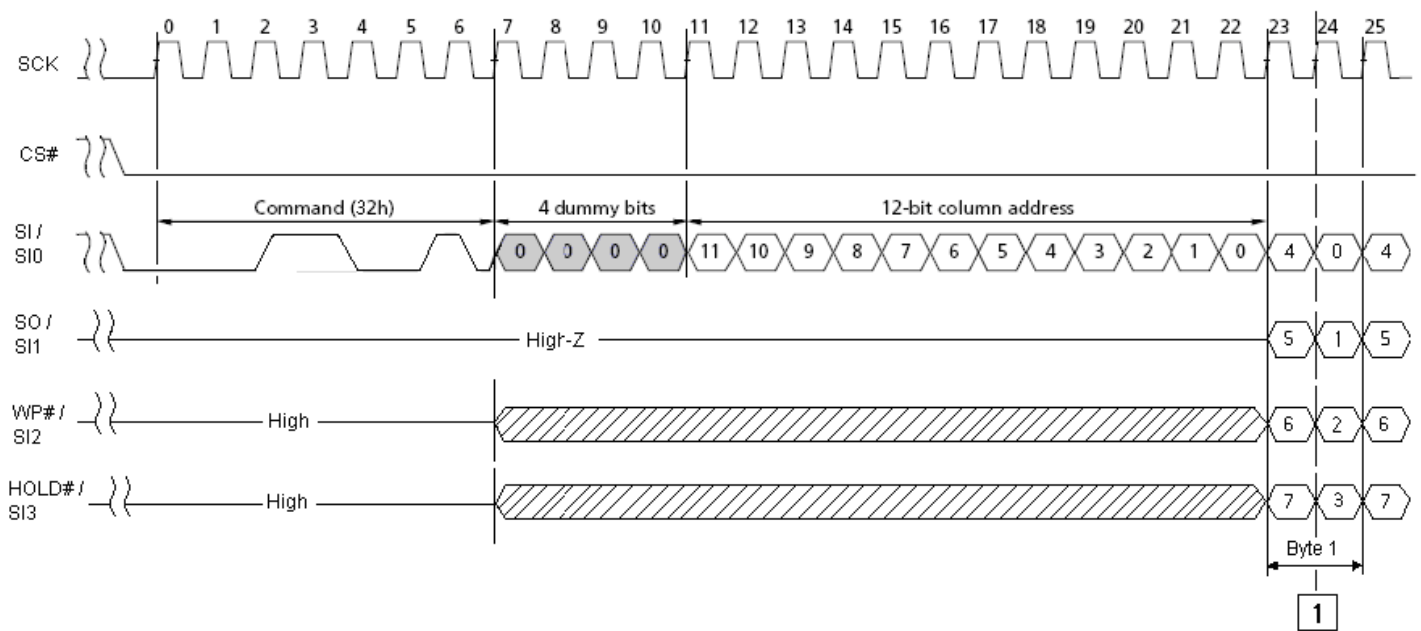 0 1 2 3 4 5 6 7 8 9 10 11 12 13 14 15 16 17 18 19 20 21 22 23 24 25
SCK
CS#
Command (32h) 4 dummy bits 12-bit column address
SI /
SI0
0 0 0 0 11 10 9 8 7 6 5 4 3 2 1 0 4 0 4
SO /
SI1
High-Z 5 1 5
WP# /
SI2
High 6 2 6
HOLD# /
SI3
High 7 3 7
Byte 1
1